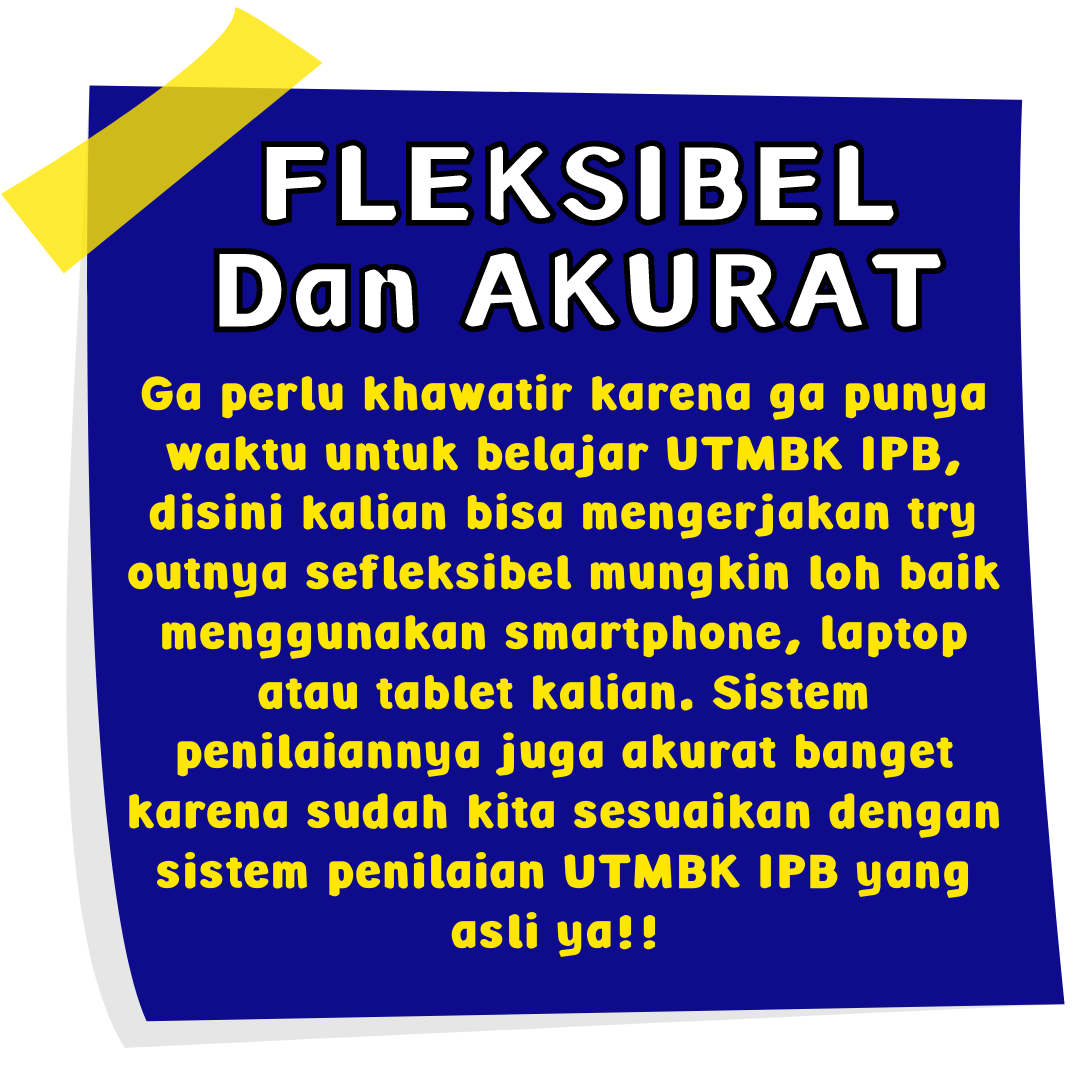 FLEKSIBEL
Dan AKURAT
Ga perlu khawatir karena ga punya
waktu untuk belajar UTMBK IPB,
disini kalian bisa mengerjakan try
outnya sefleksibel mungkin loh baik
menggunakan smartphone, laptop
atau tablet kalian. Sistem
penilaiannya juga akurat banget
karena sudah kita sesuaikan dengan
sistem penilaian UTMBK IPB yang
asli ya!!